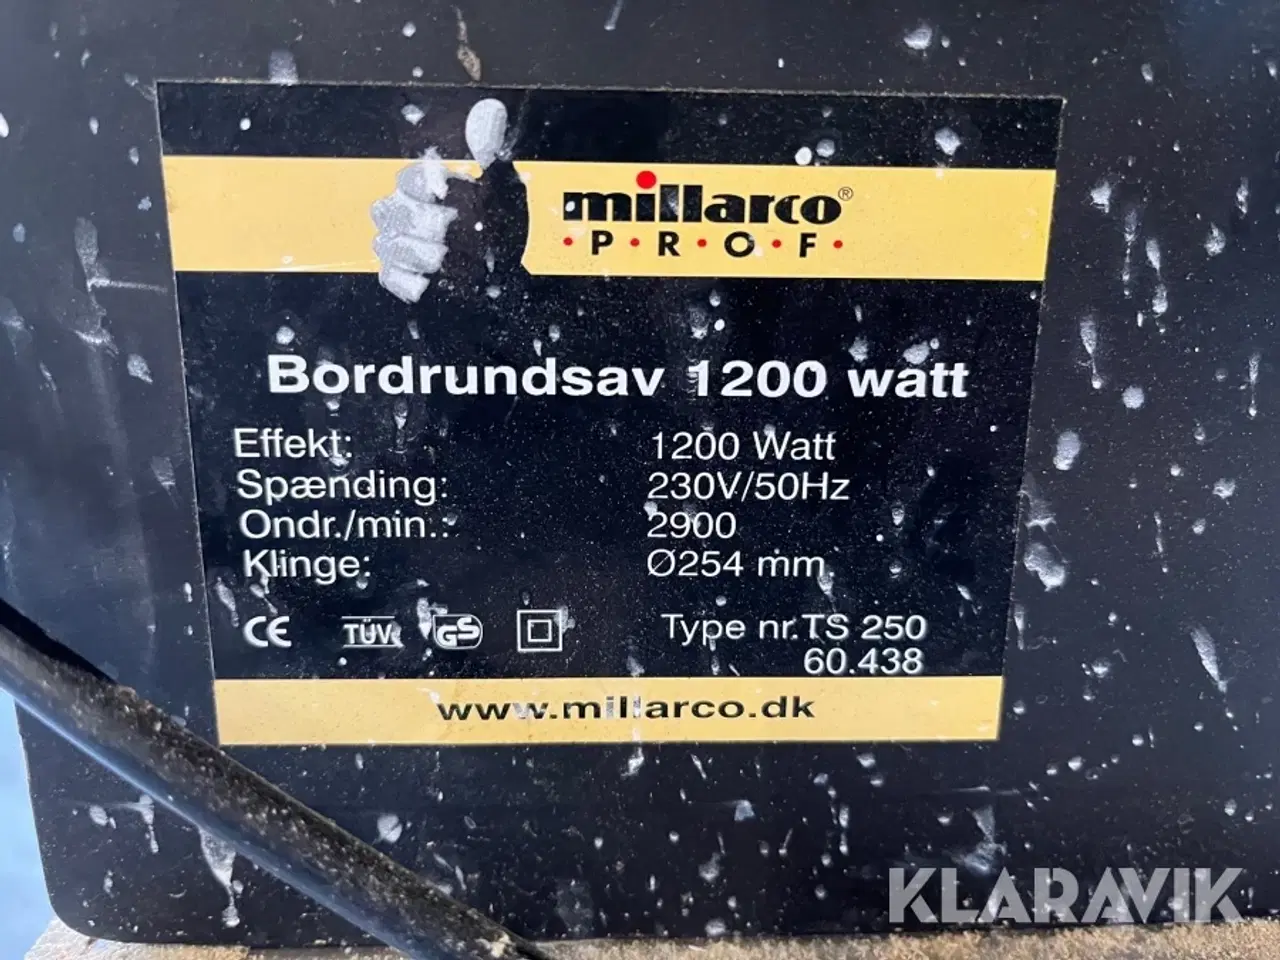 millarco®
P·R·O·F
Bordrundsav 1200 watt
Effekt: 1200 Watt
Spænding: 230V/50Hz
Ondr./min.: 2900
Klinge: Ø254 mm
CE TÜV GS Type nr.TS 250
60.438
www.millarco.dk
KLARAVIK